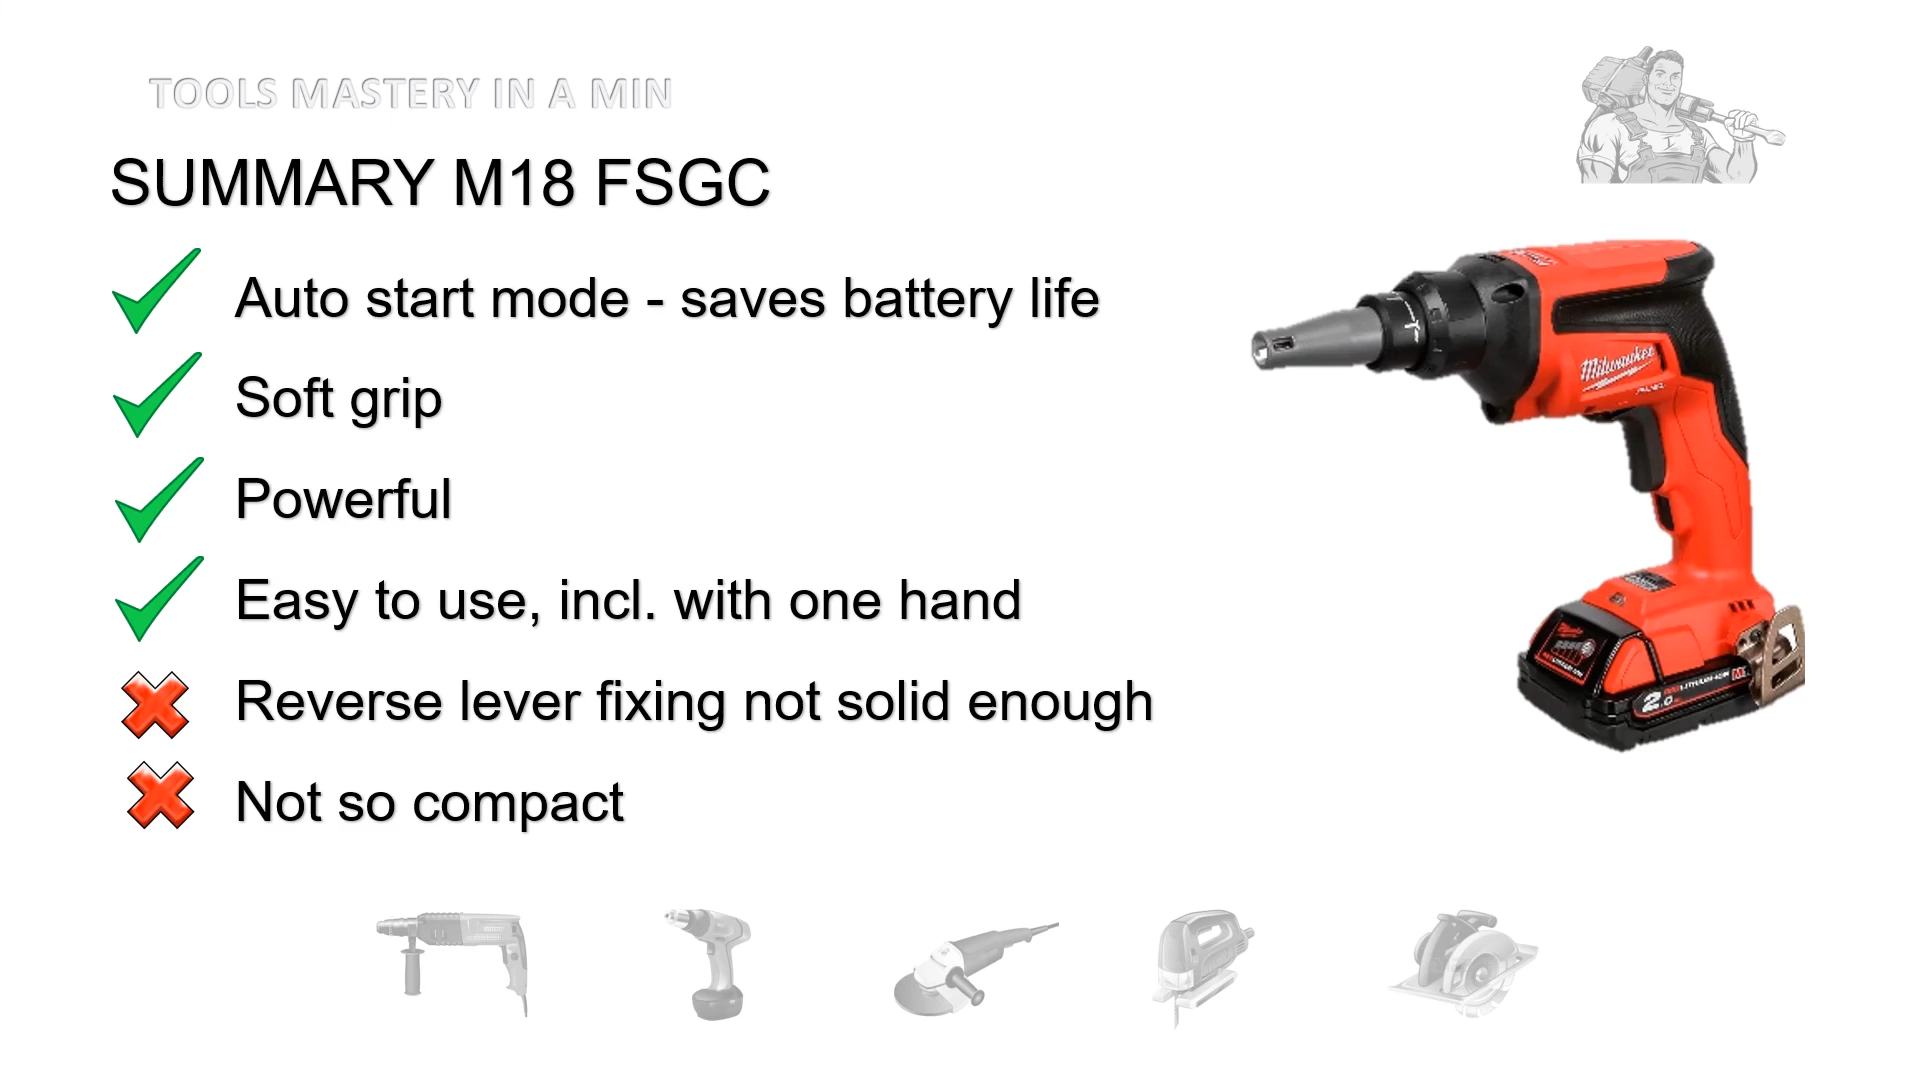 TOOLS MASTERY IN A MIN
SUMMARY M18 FSGC
Auto start mode - saves battery life
Soft grip
Powerful
Easy to use, incl. with one hand
Reverse lever fixing not solid enough
Not so compact
Milwaukee
2.0